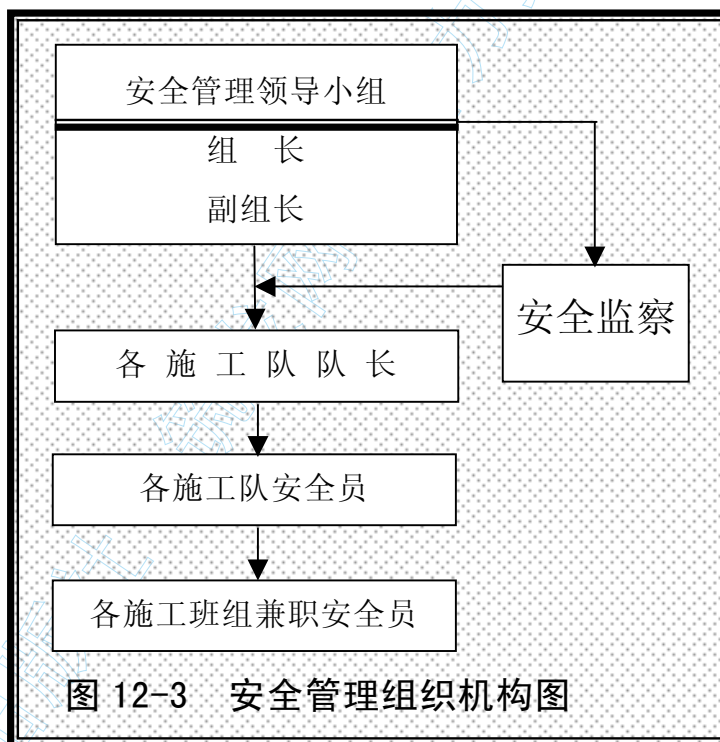 安全管理领导小组
组 长
副组长
安全监察
各 施 工 队 队 长
各施工队安全员
各施工班组兼职安全员
图 12-3 安全管理组织机构图